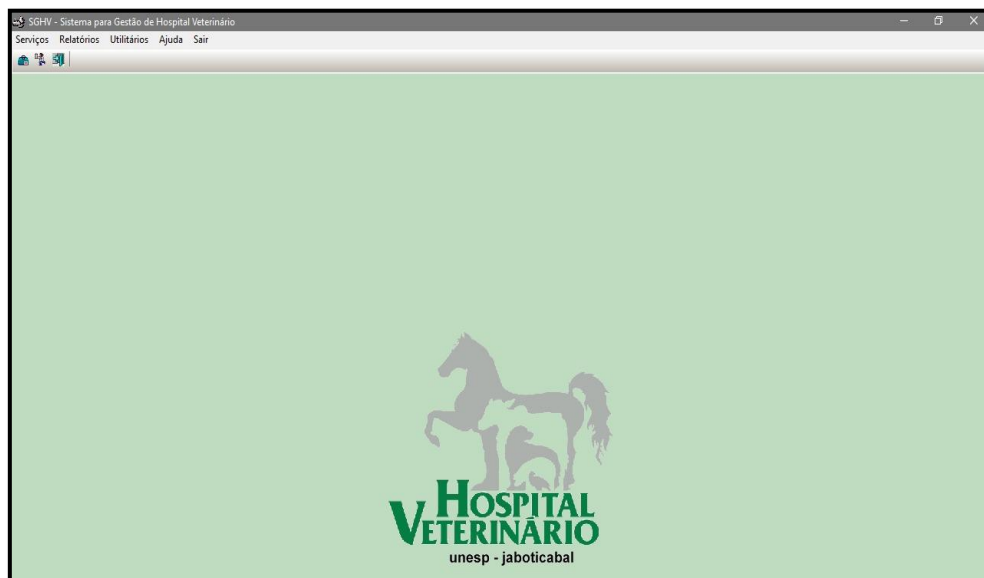 SGHV - Sistema para Gestão de Hospital Veterinário
Serviços Relatórios Utilitários Ajuda Sair
HOSPITAL
VETERINÁRIO
unesp - jaboticabal